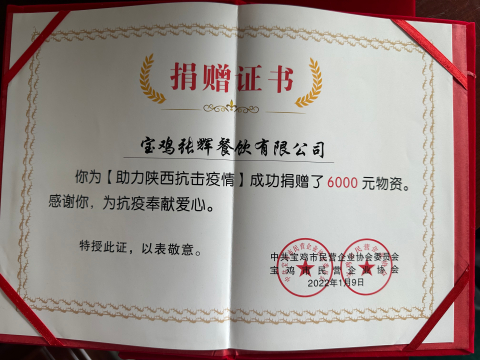 捐赠证书
宝鸡张辉餐饮有限公司
你为【助力陕西抗击疫情】成功捐赠了6000元物资。
感谢你，为抗疫奉献爱心。
特授此证，以表敬意。
中共宝鸡市民营企业协会委员会
宝鸡市民营企业协会
2022年1月9日